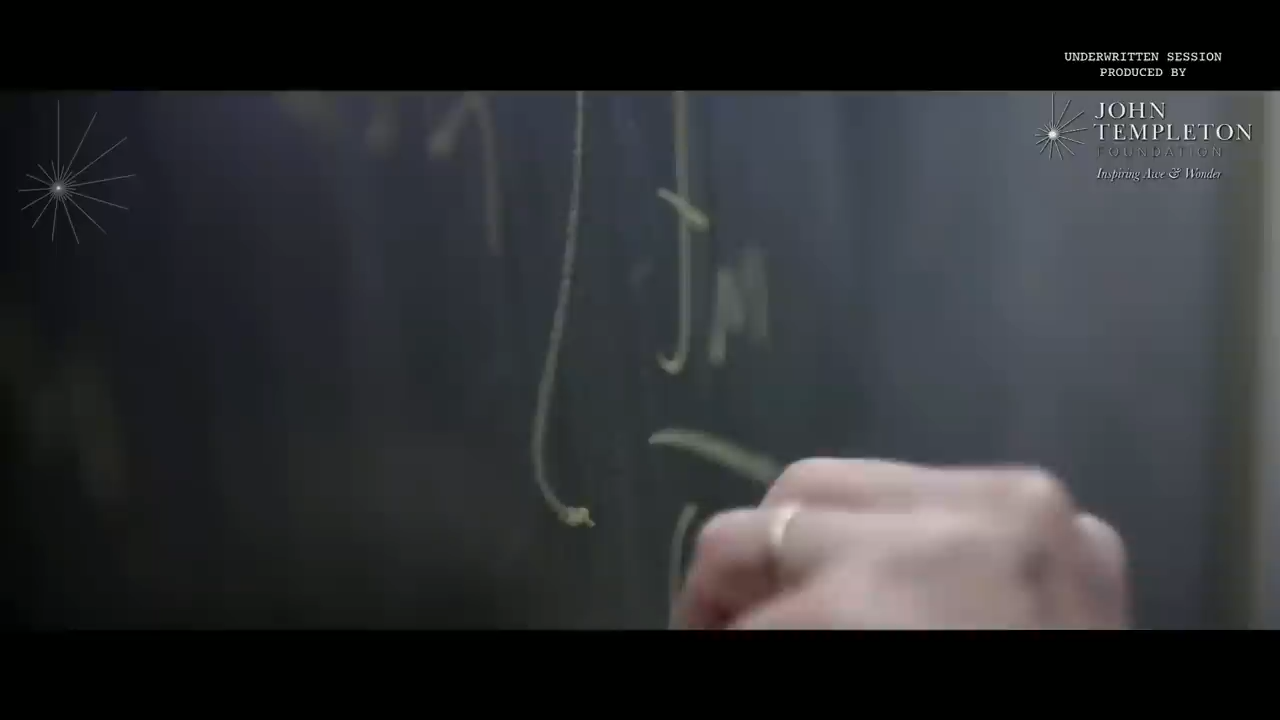 UNDERWRITTEN SESSION
PRODUCED BY
JOHN
TEMPLETON
FOUNDATION
Inspiring Awe & Wonder